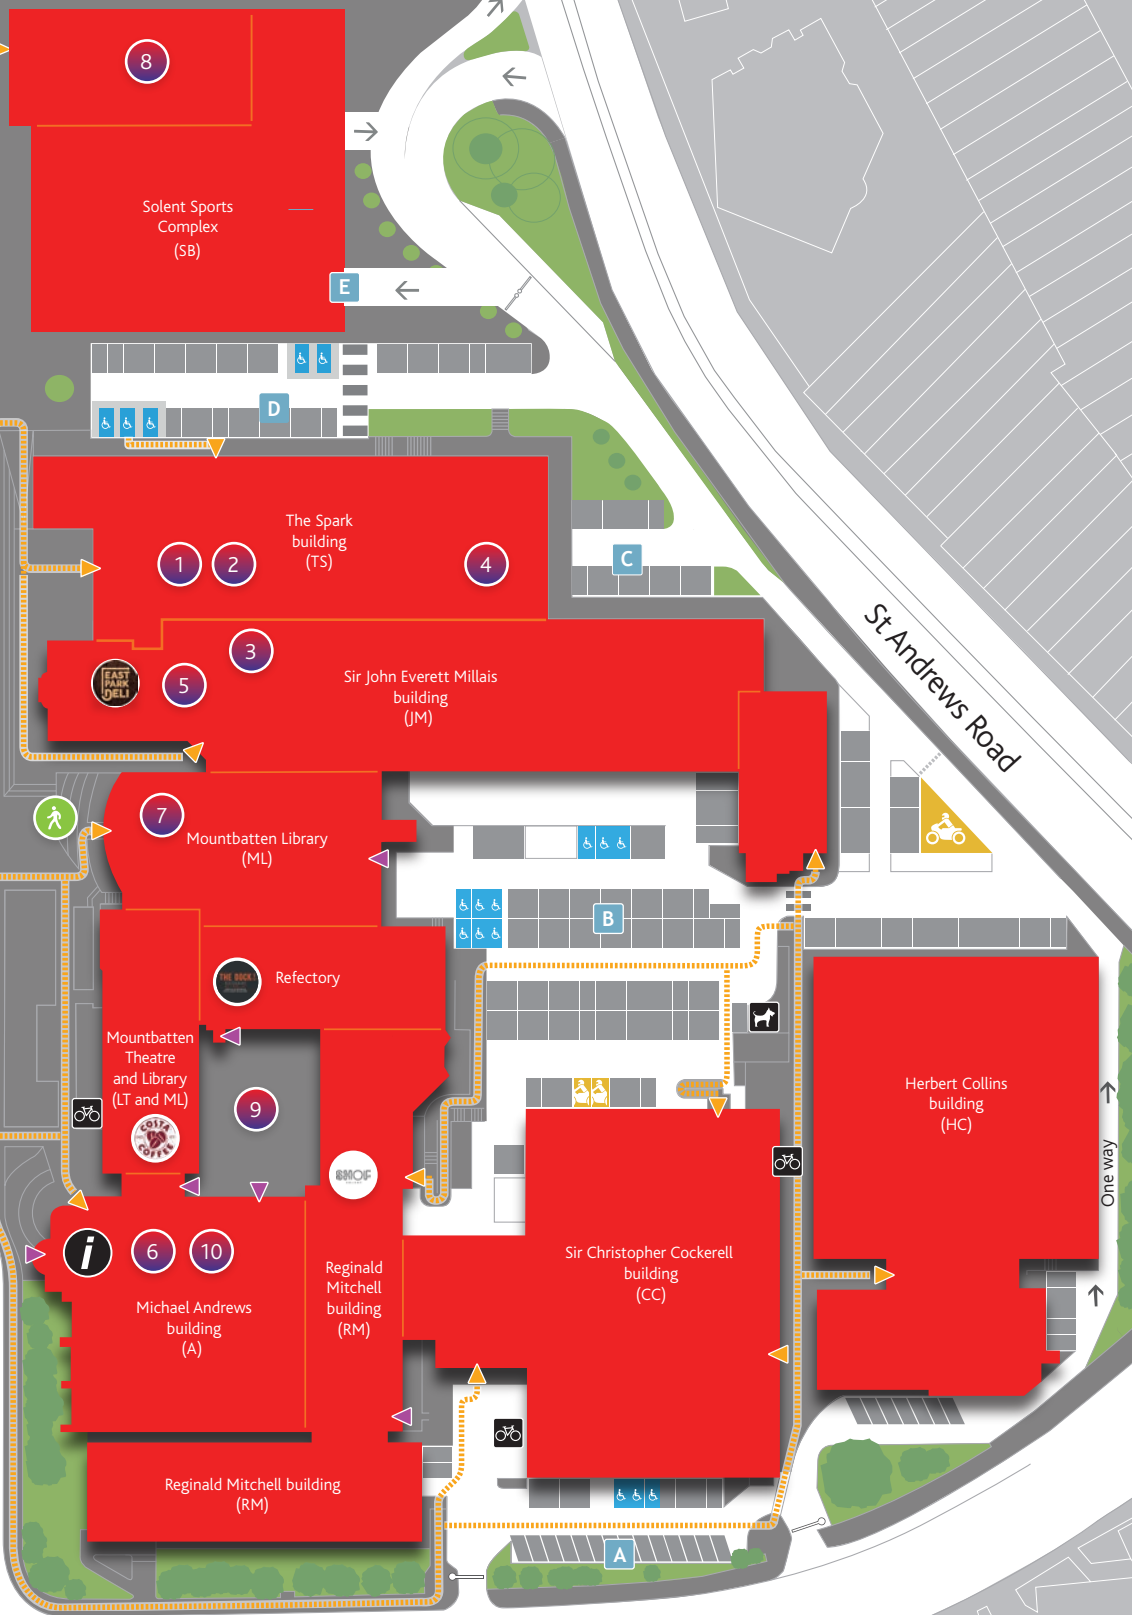 8
Solent Sports
Complex
(SB)
E
D
The Spark
building
(TS)
1
2
4
C
3
EAST
PARK
DELI
5
Sir John Everett Millais
building
(JM)
St Andrews Road
7
Mountbatten Library
(ML)
B
THE DOCK
Refectory
Mountbatten
Theatre
and Library
(LT and ML)
COSTA
COFFEE
9
Herbert Collins
building
(HC)
One way
SHOF
i
6
10
Michael Andrews
building
(A)
Reginald
Mitchell
building
(RM)
Sir Christopher Cockerell
building
(CC)
Reginald Mitchell building
(RM)
A